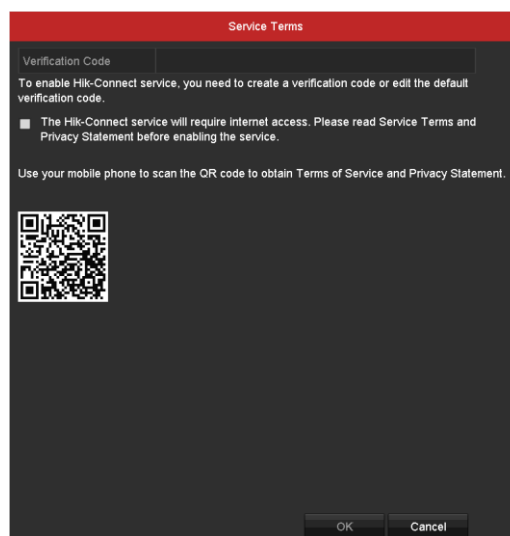 Service Terms
Verification Code
To enable Hik-Connect service, you need to create a verification code or edit the default
verification code.
The Hik-Connect service will require internet access. Please read Service Terms and
Privacy Statement before enabling the service.
Use your mobile phone to scan the QR code to obtain Terms of Service and Privacy Statement.
OK Cancel